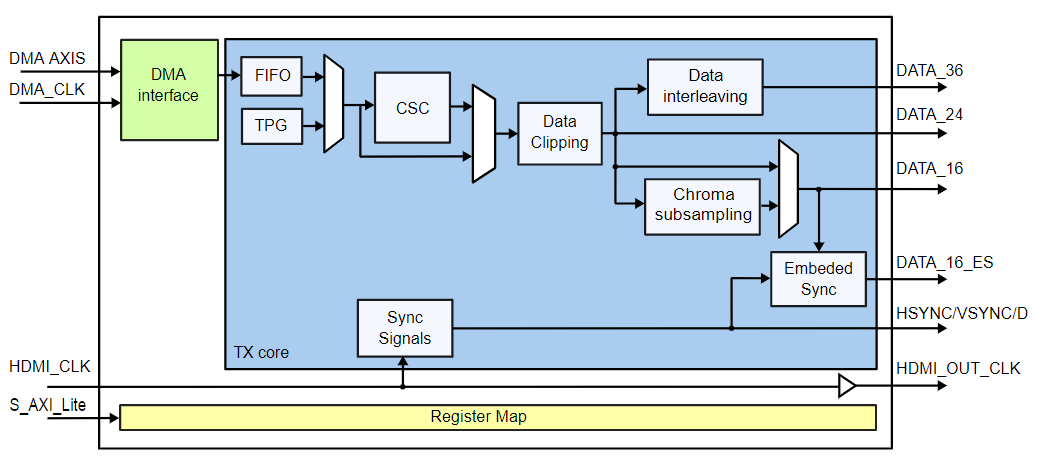 DMA AXIS
DMA_CLK
DMA
interface
FIFO
TPG
CSC
Data
Clipping
Data
interleaving
Chroma
subsampling
Embeded
Sync
Sync
Signals
TX core
DATA_36
DATA_24
DATA_16
DATA_16_ES
HSYNC/VSYNC/D
HDMI_CLK
HDMI_OUT_CLK
S_AXI_Lite
Register Map